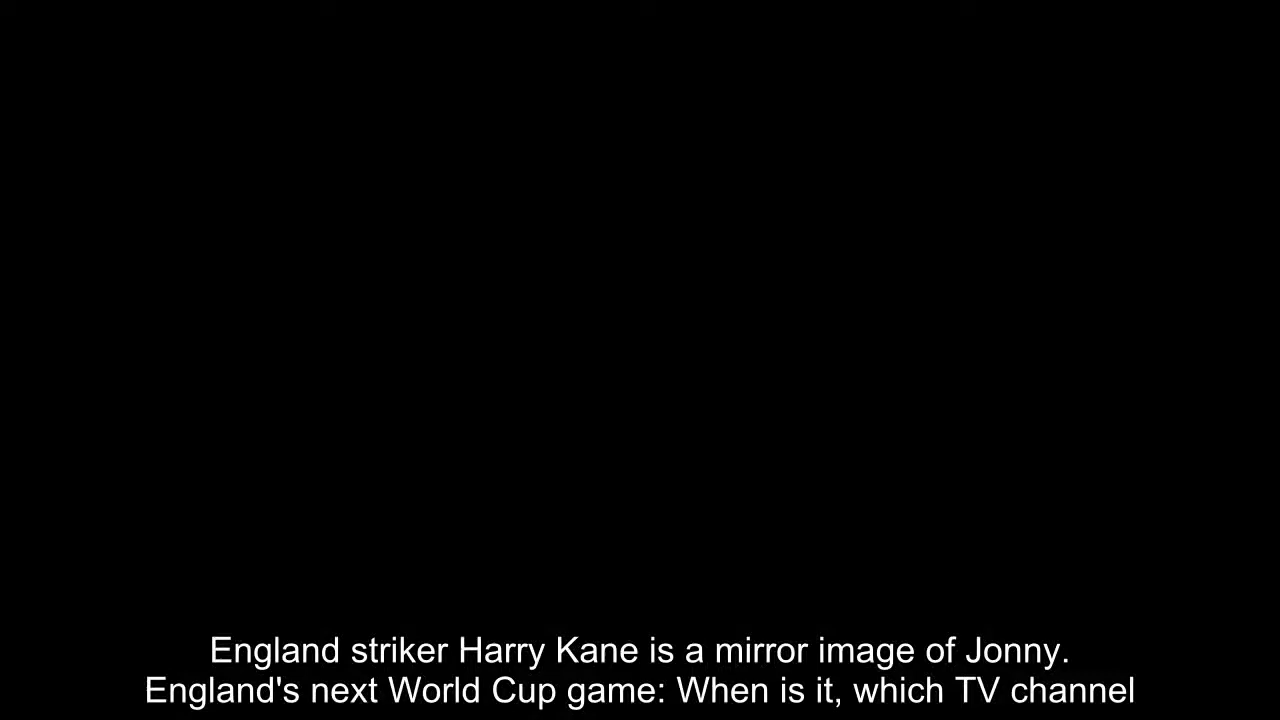 England striker Harry Kane is a mirror image of Jonny.
England's next World Cup game: When is it, which TV channel